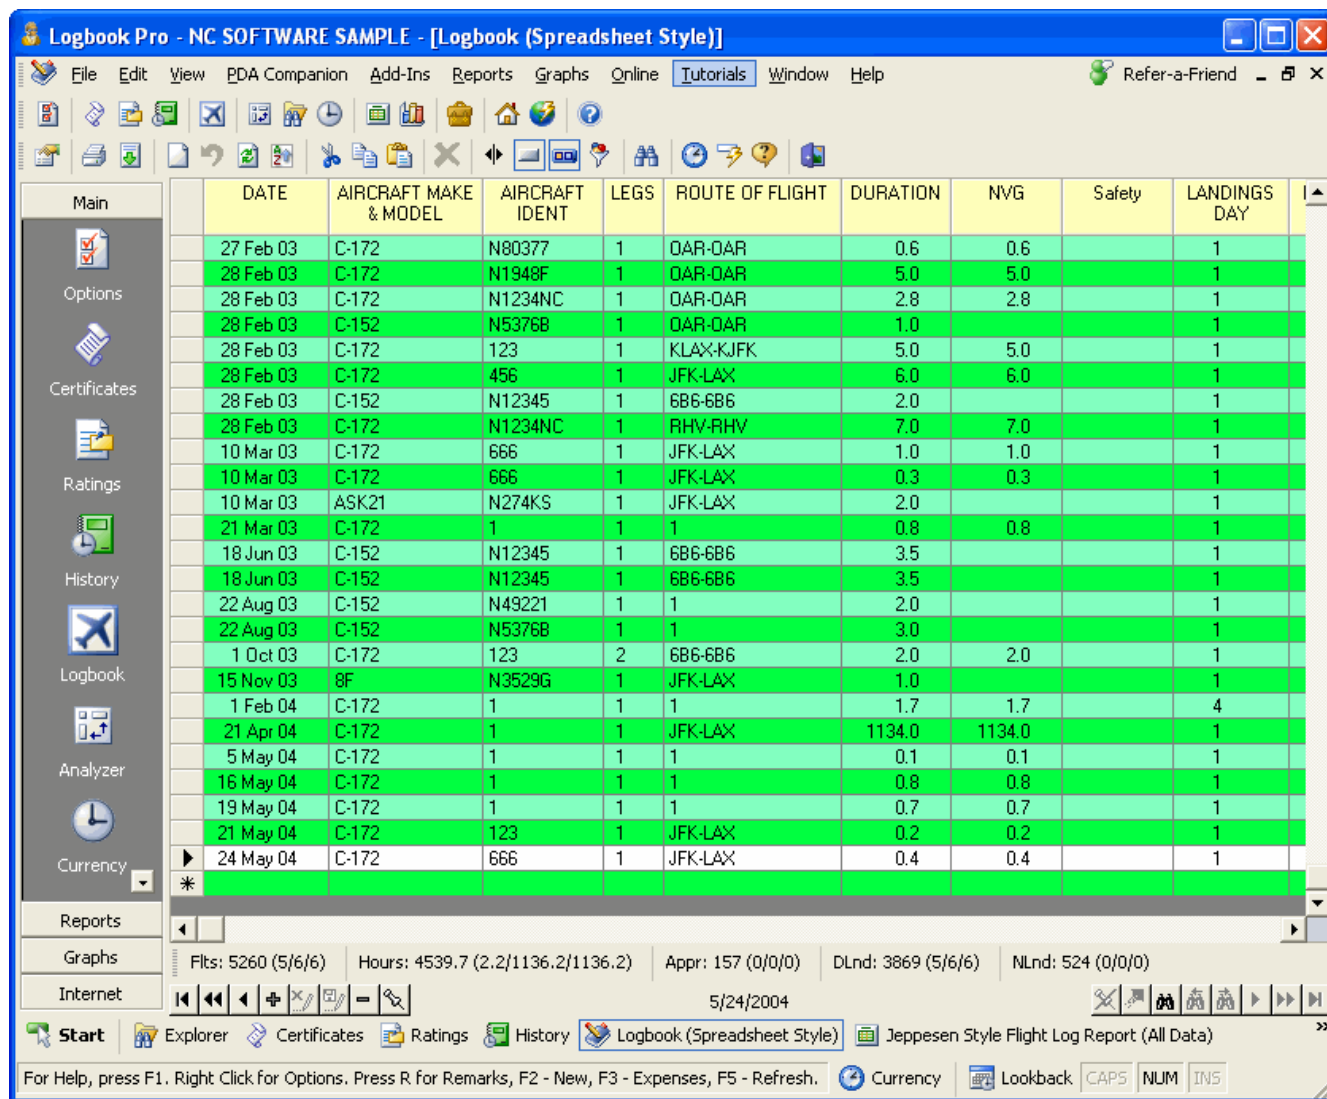 Logbook Pro - NC SOFTWARE SAMPLE - [Logbook (Spreadsheet Style)]
File Edit View PDA Companion Add-Ins Reports Graphs Online Tutorials Window Help Refer-a-Friend
Main
Options
Certificates
Ratings
History
Logbook
Analyzer
Currency
Reports
Graphs
Internet
DATE AIRCRAFT MAKE & MODEL AIRCRAFT IDENT LEGS ROUTE OF FLIGHT DURATION NVG Safety LANDINGS DAY
27 Feb 03 C-172 N80377 1 OAR-OAR 0.6 0.6 1
28 Feb 03 C-172 N1948F 1 OAR-OAR 5.0 5.0 1
28 Feb 03 C-172 N1234NC 1 OAR-OAR 2.8 2.8 1
28 Feb 03 C-152 N5376B 1 OAR-OAR 1.0 1
28 Feb 03 C-172 123 1 KLAX-KJFK 5.0 5.0 1
28 Feb 03 C-172 456 1 JFK-LAX 6.0 6.0 1
28 Feb 03 C-152 N12345 1 6B6-6B6 2.0 1
28 Feb 03 C-172 N1234NC 1 RHV-RHV 7.0 7.0 1
10 Mar 03 C-172 666 1 JFK-LAX 1.0 1.0 1
10 Mar 03 C-172 666 1 JFK-LAX 0.3 0.3 1
10 Mar 03 ASK21 N274KS 1 JFK-LAX 2.0 1
21 Mar 03 C-172 1 1 1 0.8 0.8 1
18 Jun 03 C-152 N12345 1 6B6-6B6 3.5 1
18 Jun 03 C-152 N12345 1 6B6-6B6 3.5 1
22 Aug 03 C-152 N49221 1 1 2.0 1
22 Aug 03 C-152 N5376B 1 1 3.0 1
1 Oct 03 C-172 123 2 6B6-6B6 2.0 2.0 1
15 Nov 03 8F N3529G 1 JFK-LAX 1.0 1
1 Feb 04 C-172 1 1 1 1.7 1.7 4
21 Apr 04 C-172 1 1 JFK-LAX 1134.0 1134.0 1
5 May 04 C-172 1 1 1 0.1 0.1 1
16 May 04 C-172 1 1 1 0.8 0.8 1
19 May 04 C-172 1 1 1 0.7 0.7 1
21 May 04 C-172 123 1 JFK-LAX 0.2 0.2 1
24 May 04 C-172 666 1 JFK-LAX 0.4 0.4 1
Flts: 5260 (5/6/6) Hours: 4539.7 (2.2/1136.2/1136.2) Appr: 157 (0/0/0) DLnd: 3869 (5/6/6) NLnd: 524 (0/0/0)
5/24/2004
Start Explorer Certificates Ratings History Logbook (Spreadsheet Style) Jeppesen Style Flight Log Report (All Data)
For Help, press F1. Right Click for Options. Press R for Remarks, F2 - New, F3 - Expenses, F5 - Refresh. Currency Lookback CAPS NUM INS